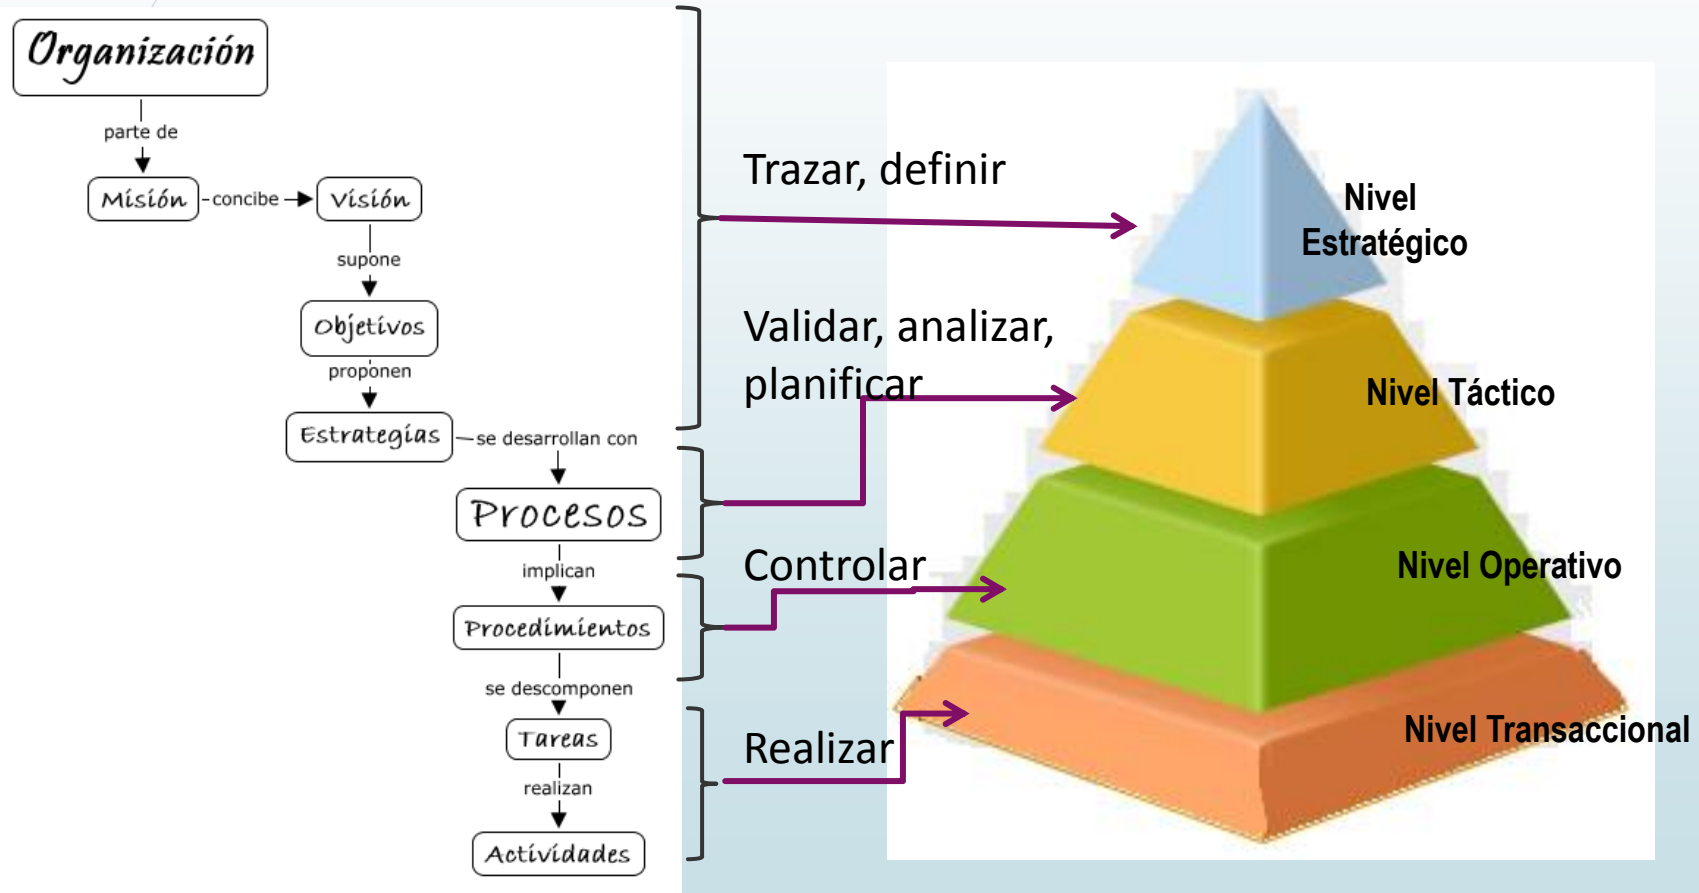 Organización
parte de
Misión
concibe
Visión
supone
Objetivos
proponen
Estrategias
se desarrollan con
Procesos
implican
Procedimientos
se descomponen
Tareas
realizan
Actividades
Trazar, definir
Validar, analizar,
planificar
Controlar
Realizar
Nivel
Estratégico
Nivel Táctico
Nivel Operativo
Nivel Transaccional